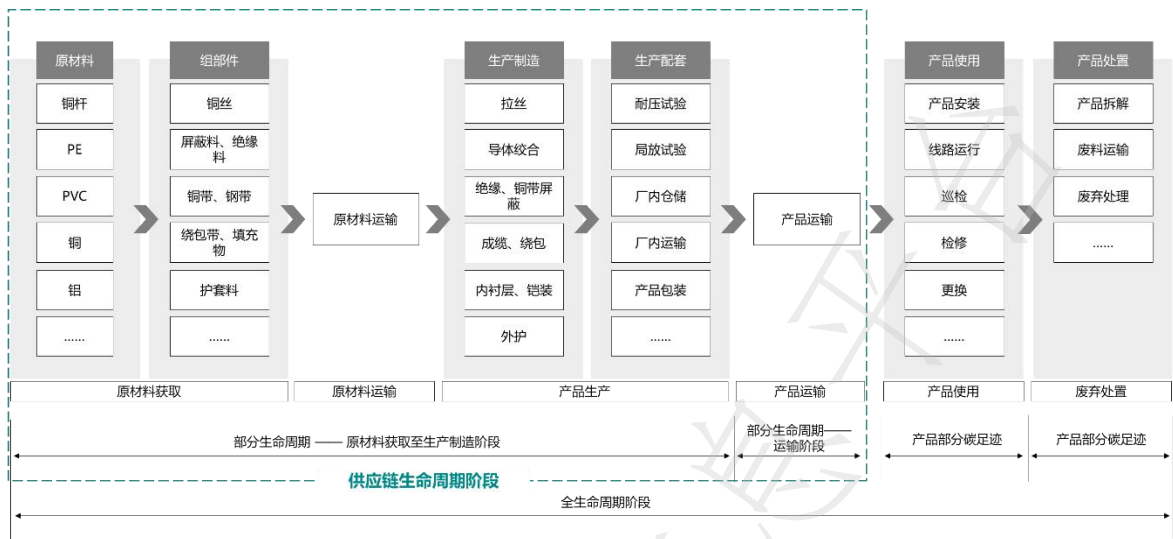 原材料
铜杆
PE
PVC
铜
铝
......
组部件
铜丝
屏蔽料、绝缘
料
铜带、钢带
绕包带、填充
物
护套料
......
原材料运输
生产制造
拉丝
导体绞合
绝缘、铜带屏
蔽
成缆、绕包
内衬层、铠装
外护
生产配套
耐压试验
局放试验
厂内仓储
厂内运输
产品包装
......
产品运输
产品使用
产品安装
线路运行
巡检
检修
更换
......
产品处置
产品拆解
废料运输
废弃处理
......
原材料获取
原材料运输
产品生产
产品运输
产品使用
废弃处置
部分生命周期 —— 原材料获取至生产制造阶段
部分生命周期——
运输阶段
产品部分碳足迹
产品部分碳足迹
供应链生命周期阶段
全生命周期阶段